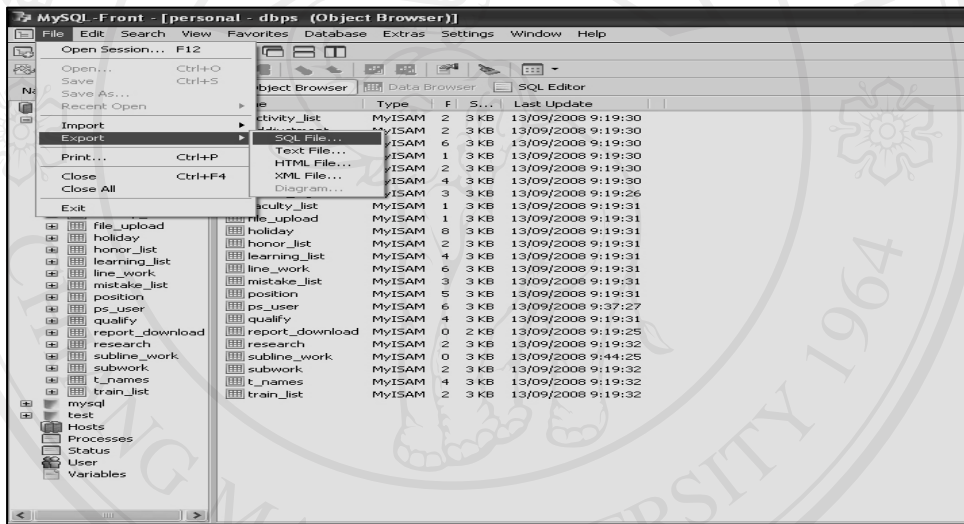 MySQL-Front - [personal - dbps (Object Browser)]
File Edit Search View Favorites Database Extras Settings Window Help
Open Session... F12
Open... Ctrl+O
Save Ctrl+S
Save As...
Recent Open
Import
Export
Print... Ctrl+P
Close Ctrl+F4
Close All
Exit
SQL File...
Text File...
HTML File...
XML File...
Diagram...
Object Browser Data Browser SQL Editor
Type F S... Last Update
MyISAM 2 3 KB 13/09/2008 9:19:30
MyISAM 2 3 KB 13/09/2008 9:19:30
MyISAM 6 3 KB 13/09/2008 9:19:30
MyISAM 1 3 KB 13/09/2008 9:19:30
MyISAM 2 3 KB 13/09/2008 9:19:30
MyISAM 4 3 KB 13/09/2008 9:19:30
MyISAM 3 3 KB 13/09/2008 9:19:26
MyISAM 1 3 KB 13/09/2008 9:19:31
file_upload MyISAM 1 3 KB 13/09/2008 9:19:31
holiday MyISAM 8 3 KB 13/09/2008 9:19:31
honor_list MyISAM 2 3 KB 13/09/2008 9:19:31
learning_list MyISAM 4 3 KB 13/09/2008 9:19:31
line_work MyISAM 6 3 KB 13/09/2008 9:19:31
mistake_list MyISAM 3 3 KB 13/09/2008 9:19:31
position MyISAM 5 3 KB 13/09/2008 9:19:31
ps_user MyISAM 6 3 KB 13/09/2008 9:37:27
qualify MyISAM 4 3 KB 13/09/2008 9:19:31
report_download MyISAM 0 2 KB 13/09/2008 9:19:25
research MyISAM 2 3 KB 13/09/2008 9:19:32
subline_work MyISAM 0 3 KB 13/09/2008 9:44:25
subwork MyISAM 2 3 KB 13/09/2008 9:19:32
t_names MyISAM 4 3 KB 13/09/2008 9:19:32
train_list MyISAM 2 3 KB 13/09/2008 9:19:32
file_upload
holiday
honor_list
learning_list
line_work
mistake_list
position
ps_user
qualify
report_download
research
subline_work
subwork
t_names
train_list
mysql
test
Hosts
Processes
Status
User
Variables
1964